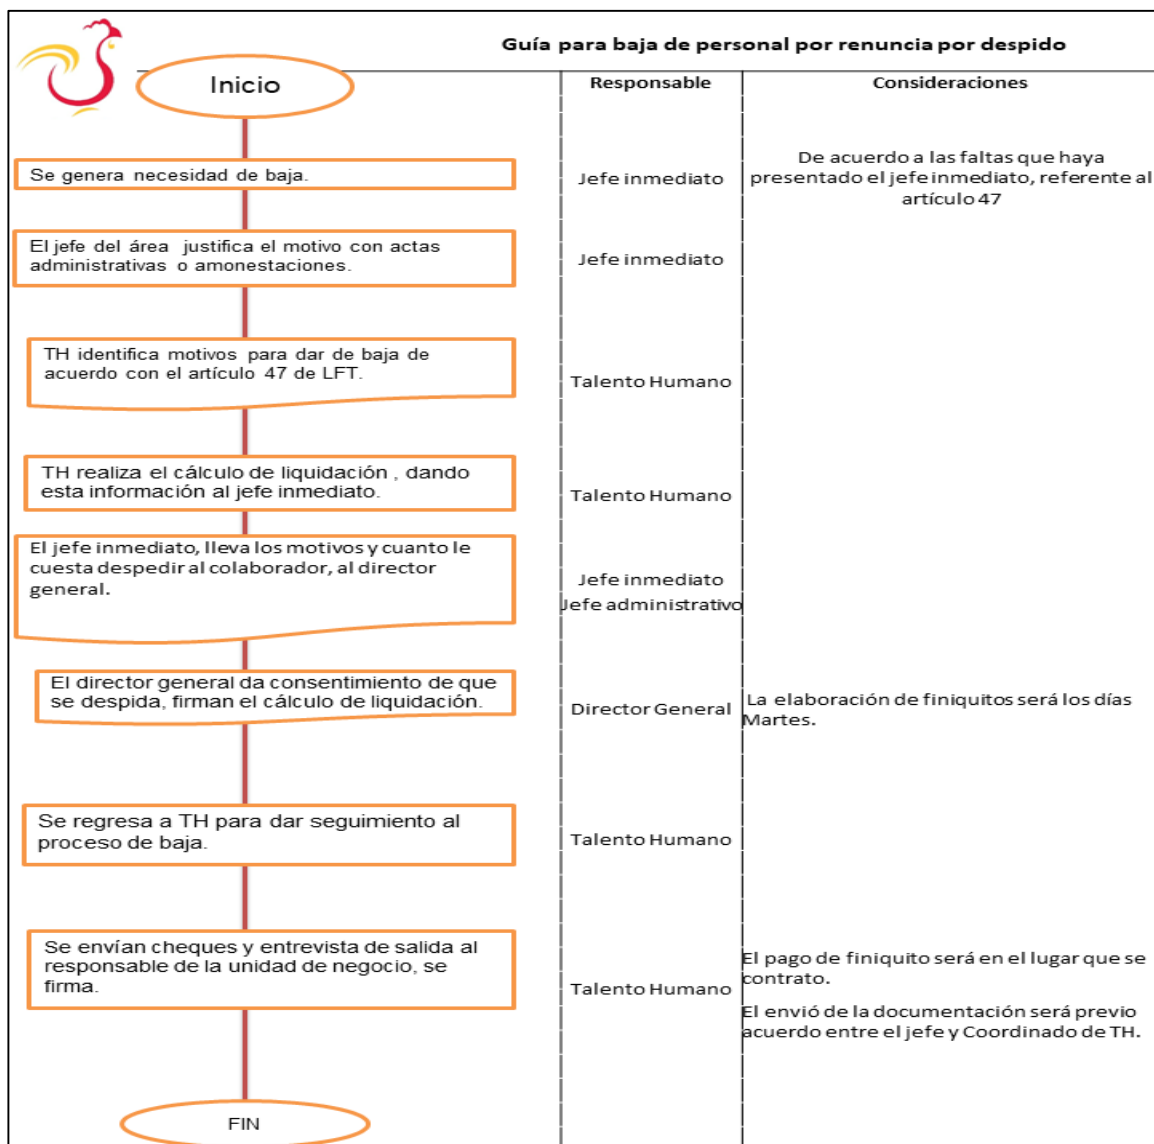 Guía para baja de personal por renuncia por despido
Inicio
Responsable
Consideraciones
Se genera necesidad de baja.
Jefe inmediato
De acuerdo a las faltas que haya
presentado el jefe inmediato, referente al
artículo 47
El jefe del área justifica el motivo con actas
administrativas o amonestaciones.
Jefe inmediato
TH identifica motivos para dar de baja de
acuerdo con el artículo 47 de LFT.
Talento Humano
TH realiza el cálculo de liquidación , dando
esta información al jefe inmediato.
Talento Humano
El jefe inmediato, lleva los motivos y cuanto le
cuesta despedir al colaborador, al director
general.
Jefe inmediato
Jefe administrativo
El director general da consentimiento de que
se despida, firman el cálculo de liquidación.
Director General
La elaboración de finiquitos será los días
Martes.
Se regresa a TH para dar seguimiento al
proceso de baja.
Talento Humano
Se envían cheques y entrevista de salida al
responsable de la unidad de negocio, se
firma.
Talento Humano
El pago de finiquito será en el lugar que se
contrato.
El envió de la documentación será previo
acuerdo entre el jefe y Coordinado de TH.
FIN